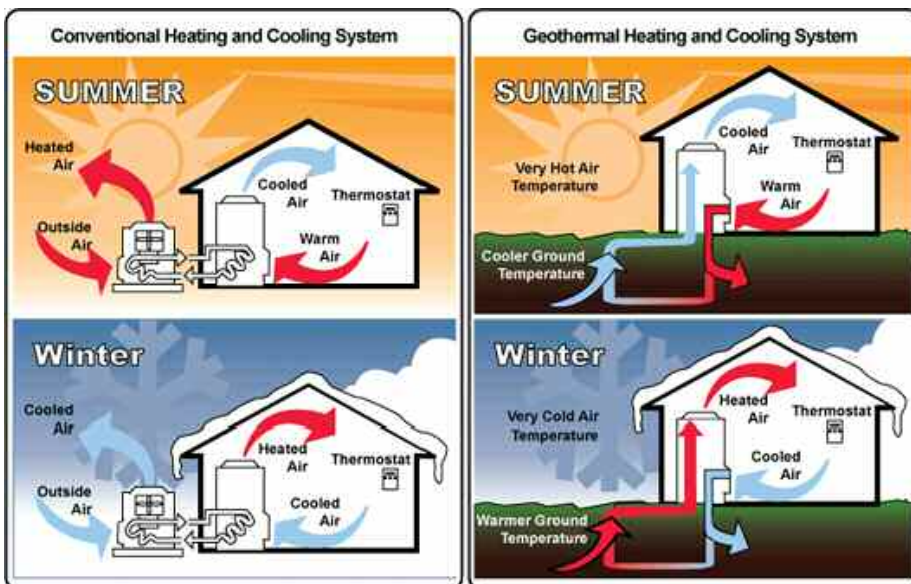 Conventional Heating and Cooling System
SUMMER
Heated
Air
Cooled
Air
Thermostat
Outside
Air
Warm
Air
Winter
Cooled
Air
Heated
Air
Thermostat
Outside
Air
Cooled
Air
Geothermal Heating and Cooling System
SUMMER
Cooled
Air
Thermostat
Very Hot Air
Temperature
Warm
Air
Cooler Ground
Temperature
Winter
Heated
Air
Thermostat
Very Cold Air
Temperature
Cooled
Air
Warmer Ground
Temperature